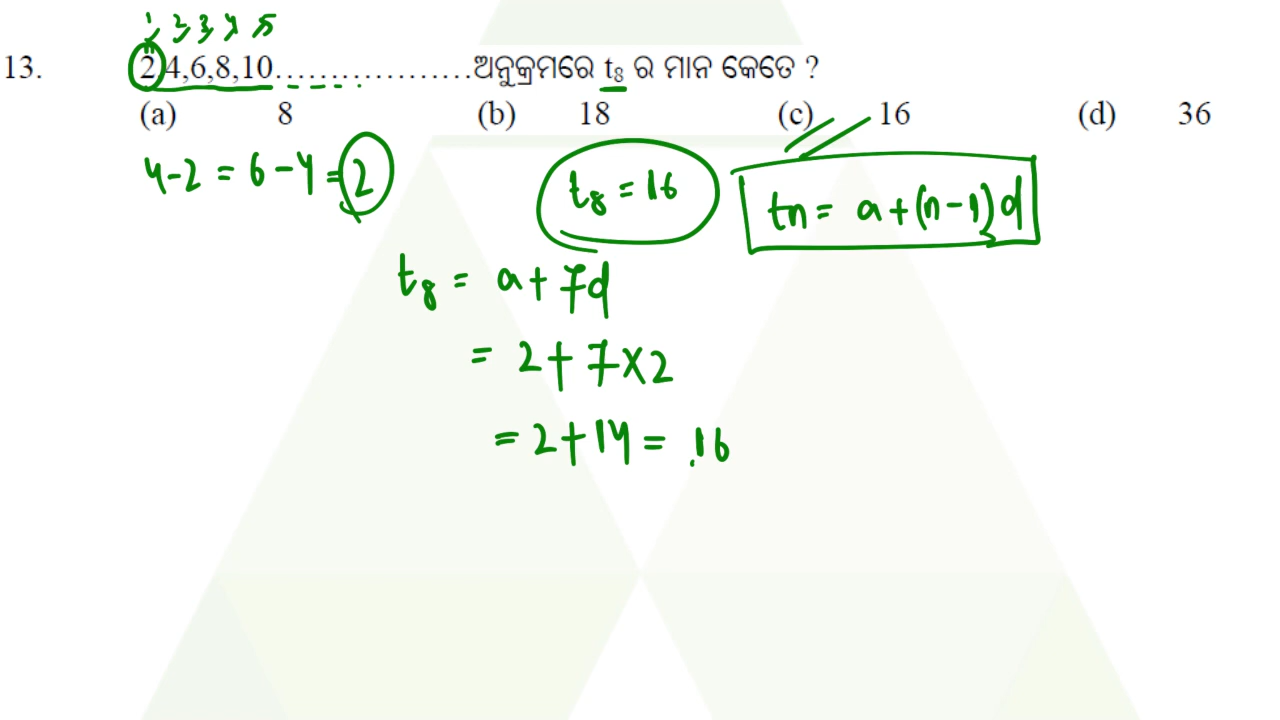 1 2 3 4 5
13. 2,4,6,8,10..................ଅନୁକ୍ରମରେ t₈ ର ମାନ କେତେ ?
(a) 8 (b) 18 (c) 16 (d) 36
4-2 = 6-4 = 2
t₈ = 16
tn = a+(n-1)d
t₈ = a+7d
= 2+7×2
= 2+14 = 16